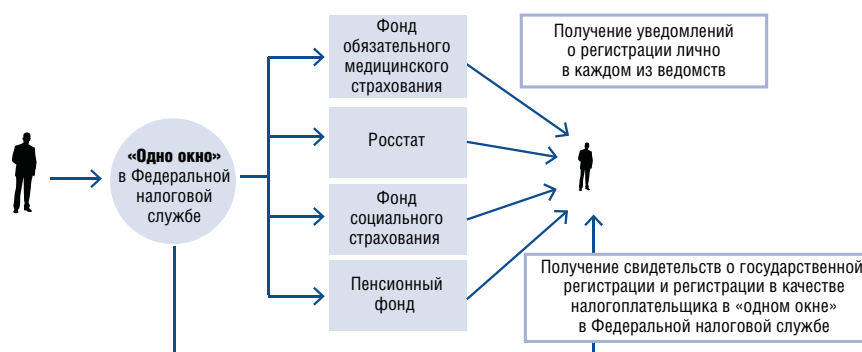 «Одно окно»
в Федеральной
налоговой
службе
Фонд
обязательного
медицинского
страхования
Росстат
Фонд
социального
страхования
Пенсионный
фонд
Получение уведомлений
о регистрации лично
в каждом из ведомств
Получение свидетельств о государственной
регистрации и регистрации в качестве
налогоплательщика в «одном окне»
в Федеральной налоговой службе